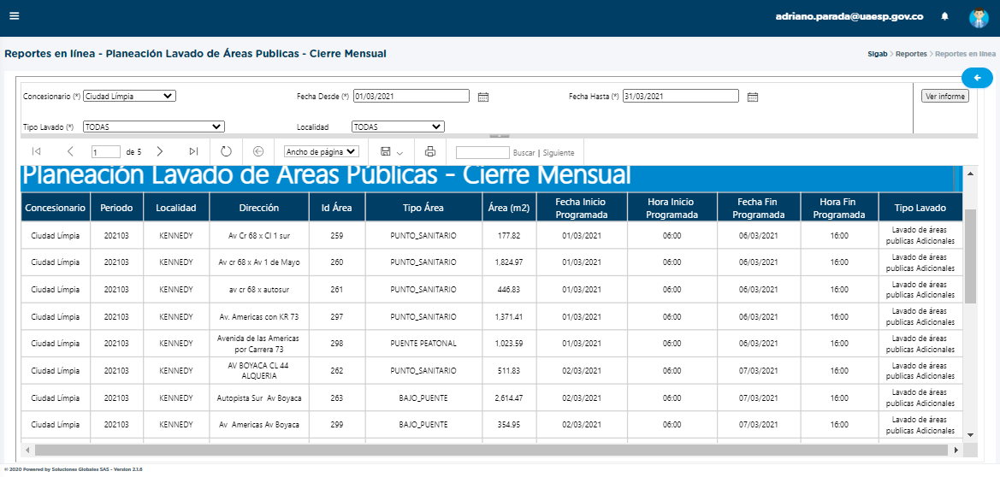 adriano.parada@uaesp.gov.co
Reportes en línea - Planeación Lavado de Áreas Publicas - Cierre Mensual
Sigab > Reportes > Reportes en línea
Concesionario (*) Ciudad Límpia Fecha Desde (*) 01/03/2021 Fecha Hasta (*) 31/03/2021 Ver informe
Tipo Lavado (*) TODAS Localidad TODAS
1 de 5 Ancho de página Buscar | Siguiente
Planeación Lavado de Áreas Públicas - Cierre Mensual
Concesionario Periodo Localidad Dirección Id Área Tipo Área Área (m2) Fecha Inicio Programada Hora Inicio Programada Fecha Fin Programada Hora Fin Programada Tipo Lavado
Ciudad Límpia 202103 KENNEDY Av Cr 68 x Cl 1 sur 259 PUNTO_SANITARIO 177.82 01/03/2021 06:00 06/03/2021 16:00 Lavado de áreas publicas Adicionales
Ciudad Límpia 202103 KENNEDY Av cr 68 x Av 1 de Mayo 260 PUNTO_SANITARIO 1,824.97 01/03/2021 06:00 06/03/2021 16:00 Lavado de áreas publicas Adicionales
Ciudad Límpia 202103 KENNEDY av cr 68 x autosur 261 PUNTO_SANITARIO 446.83 01/03/2021 06:00 06/03/2021 16:00 Lavado de áreas publicas Adicionales
Ciudad Límpia 202103 KENNEDY Av. Americas con KR 73 297 PUNTO_SANITARIO 1,371.41 01/03/2021 06:00 06/03/2021 16:00 Lavado de áreas publicas Adicionales
Ciudad Límpia 202103 KENNEDY Avenida de las Americas por Carrera 73 298 PUENTE PEATONAL 1,023.59 01/03/2021 06:00 06/03/2021 16:00 Lavado de áreas publicas Adicionales
Ciudad Límpia 202103 KENNEDY AV BOYACA CL 44 ALQUERIA 262 PUNTO_SANITARIO 511.83 02/03/2021 06:00 07/03/2021 16:00 Lavado de áreas publicas Adicionales
Ciudad Límpia 202103 KENNEDY Autopista Sur Av Boyaca 263 BAJO_PUENTE 2,614.47 02/03/2021 06:00 07/03/2021 16:00 Lavado de áreas publicas Adicionales
Ciudad Límpia 202103 KENNEDY Av Americas Av Boyaca 299 BAJO_PUENTE 354.95 02/03/2021 06:00 07/03/2021 16:00 Lavado de áreas publicas Adicionales
© 2020 Powered by Soluciones Globales SAS - Version 2.1.6